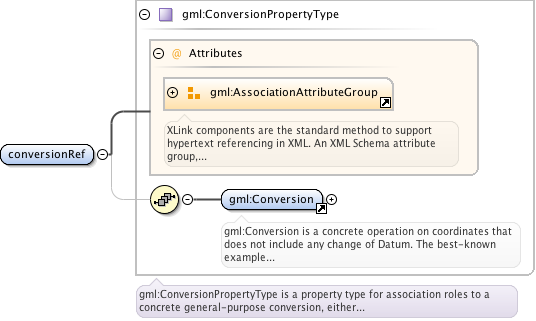 gml:ConversionPropertyType
@ Attributes
gml:AssociationAttributeGroup
XLink components are the standard method to support
hypertext referencing in XML. An XML Schema attribute
group,...
conversionRef
gml:Conversion
gml:Conversion is a concrete operation on coordinates that
does not include any change of Datum. The best-known
example...
gml:ConversionPropertyType is a property type for association roles to a
concrete general-purpose conversion, either...